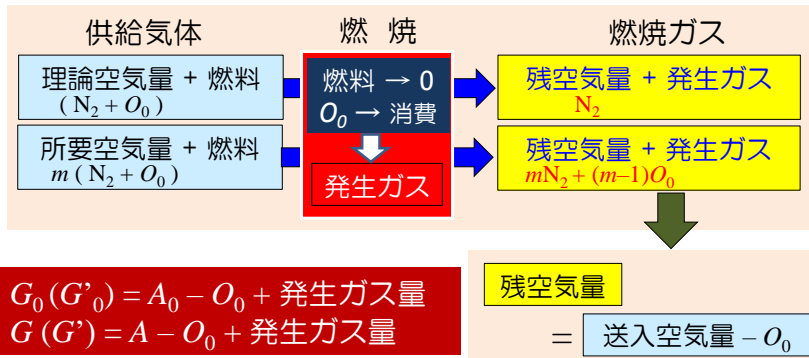 供給気体 燃 焼 燃焼ガス
理論空気量 + 燃料
(N₂ + O₀)
燃料 → 0
O₀ → 消費
残空気量 + 発生ガス
N₂
所要空気量 + 燃料
m (N₂ + O₀)
発生ガス
残空気量 + 発生ガス
mN₂ + (m–1)O₀
G₀ (G’₀) = A₀ – O₀ + 発生ガス量
G (G’) = A – O₀ + 発生ガス量
残空気量
= 送入空気量 – O₀